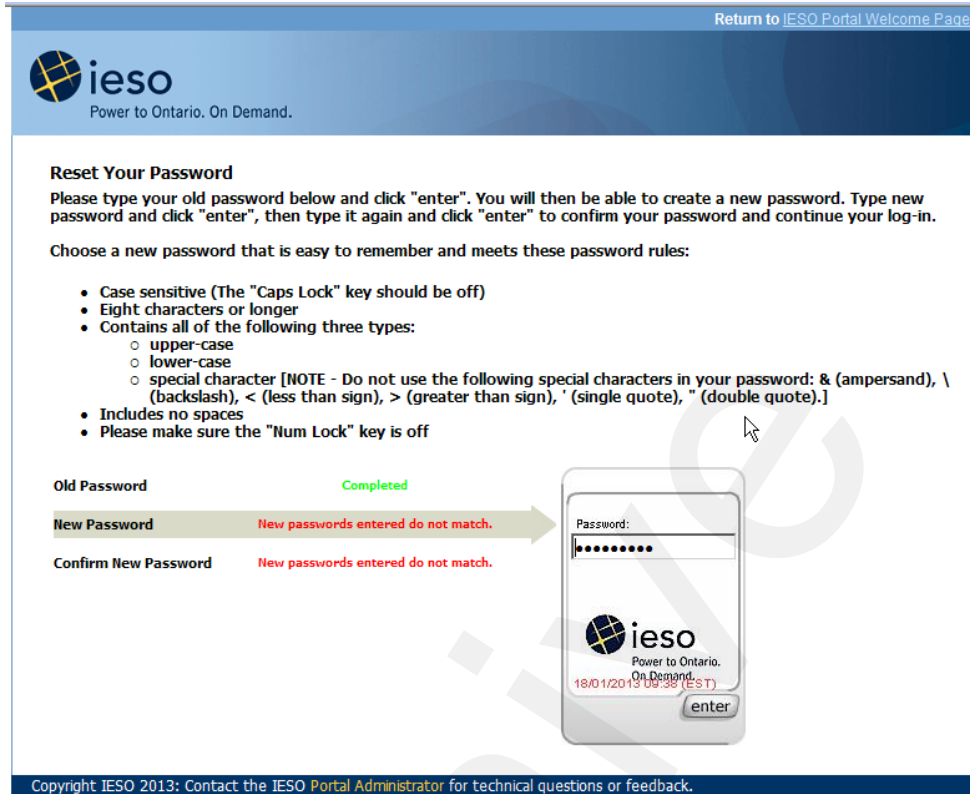 Return to IESO Portal Welcome Page
ieso
Power to Ontario. On Demand.
Reset Your Password
Please type your old password below and click "enter". You will then be able to create a new password. Type new
password and click "enter", then type it again and click "enter" to confirm your password and continue your log-in.
Choose a new password that is easy to remember and meets these password rules:
• Case sensitive (The "Caps Lock" key should be off)
• Eight characters or longer
• Contains all of the following three types:
○ upper-case
○ lower-case
○ special character [NOTE - Do not use the following special characters in your password: & (ampersand), \
(backslash), < (less than sign), > (greater than sign), ' (single quote), " (double quote).]
• Includes no spaces
• Please make sure the "Num Lock" key is off
Old Password Completed
New Password New passwords entered do not match.
Confirm New Password New passwords entered do not match.
Password:
●●●●●●●●●
ieso
Power to Ontario.
On Demand.
18/01/2013 09:38 (EST)
enter
Copyright IESO 2013: Contact the IESO Portal Administrator for technical questions or feedback.